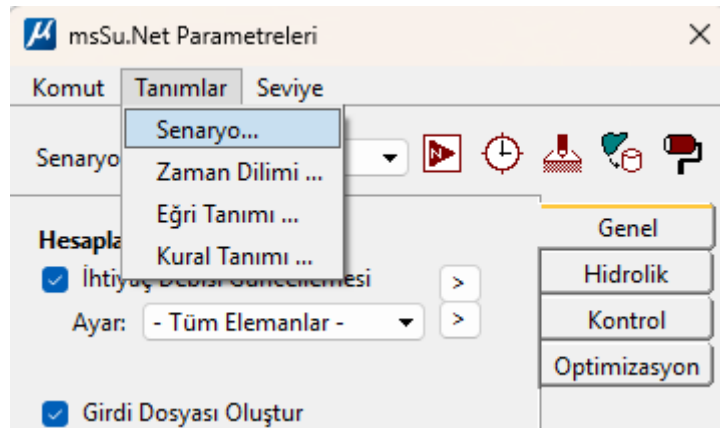 msSu.Net Parametreleri
Komut Tanımlar Seviye
Senaryo
Senaryo...
Zaman Dilimi ...
Eğri Tanımı ...
Kural Tanımı ...
Hesapla
İhtiyaç Debisi Güncellemesi >
Ayar: - Tüm Elemanlar - >
Girdi Dosyası Oluştur
Genel
Hidrolik
Kontrol
Optimizasyon